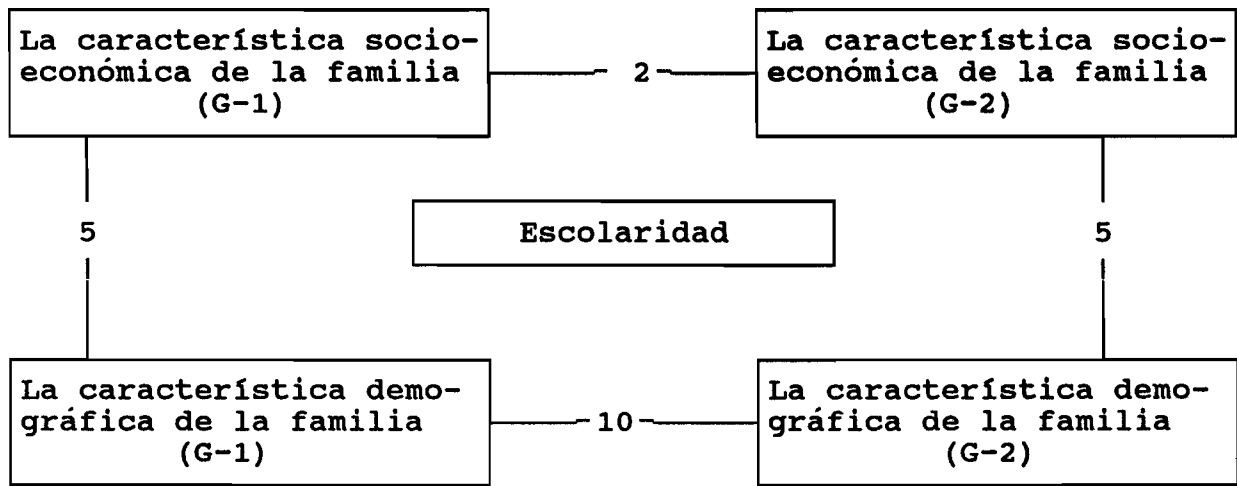 La característica socio-
económica de la familia
(G-1)
2
La característica socio-
económica de la familia
(G-2)
5
Escolaridad
5
La característica demo-
gráfica de la familia
(G-1)
10
La característica demo-
gráfica de la familia
(G-2)